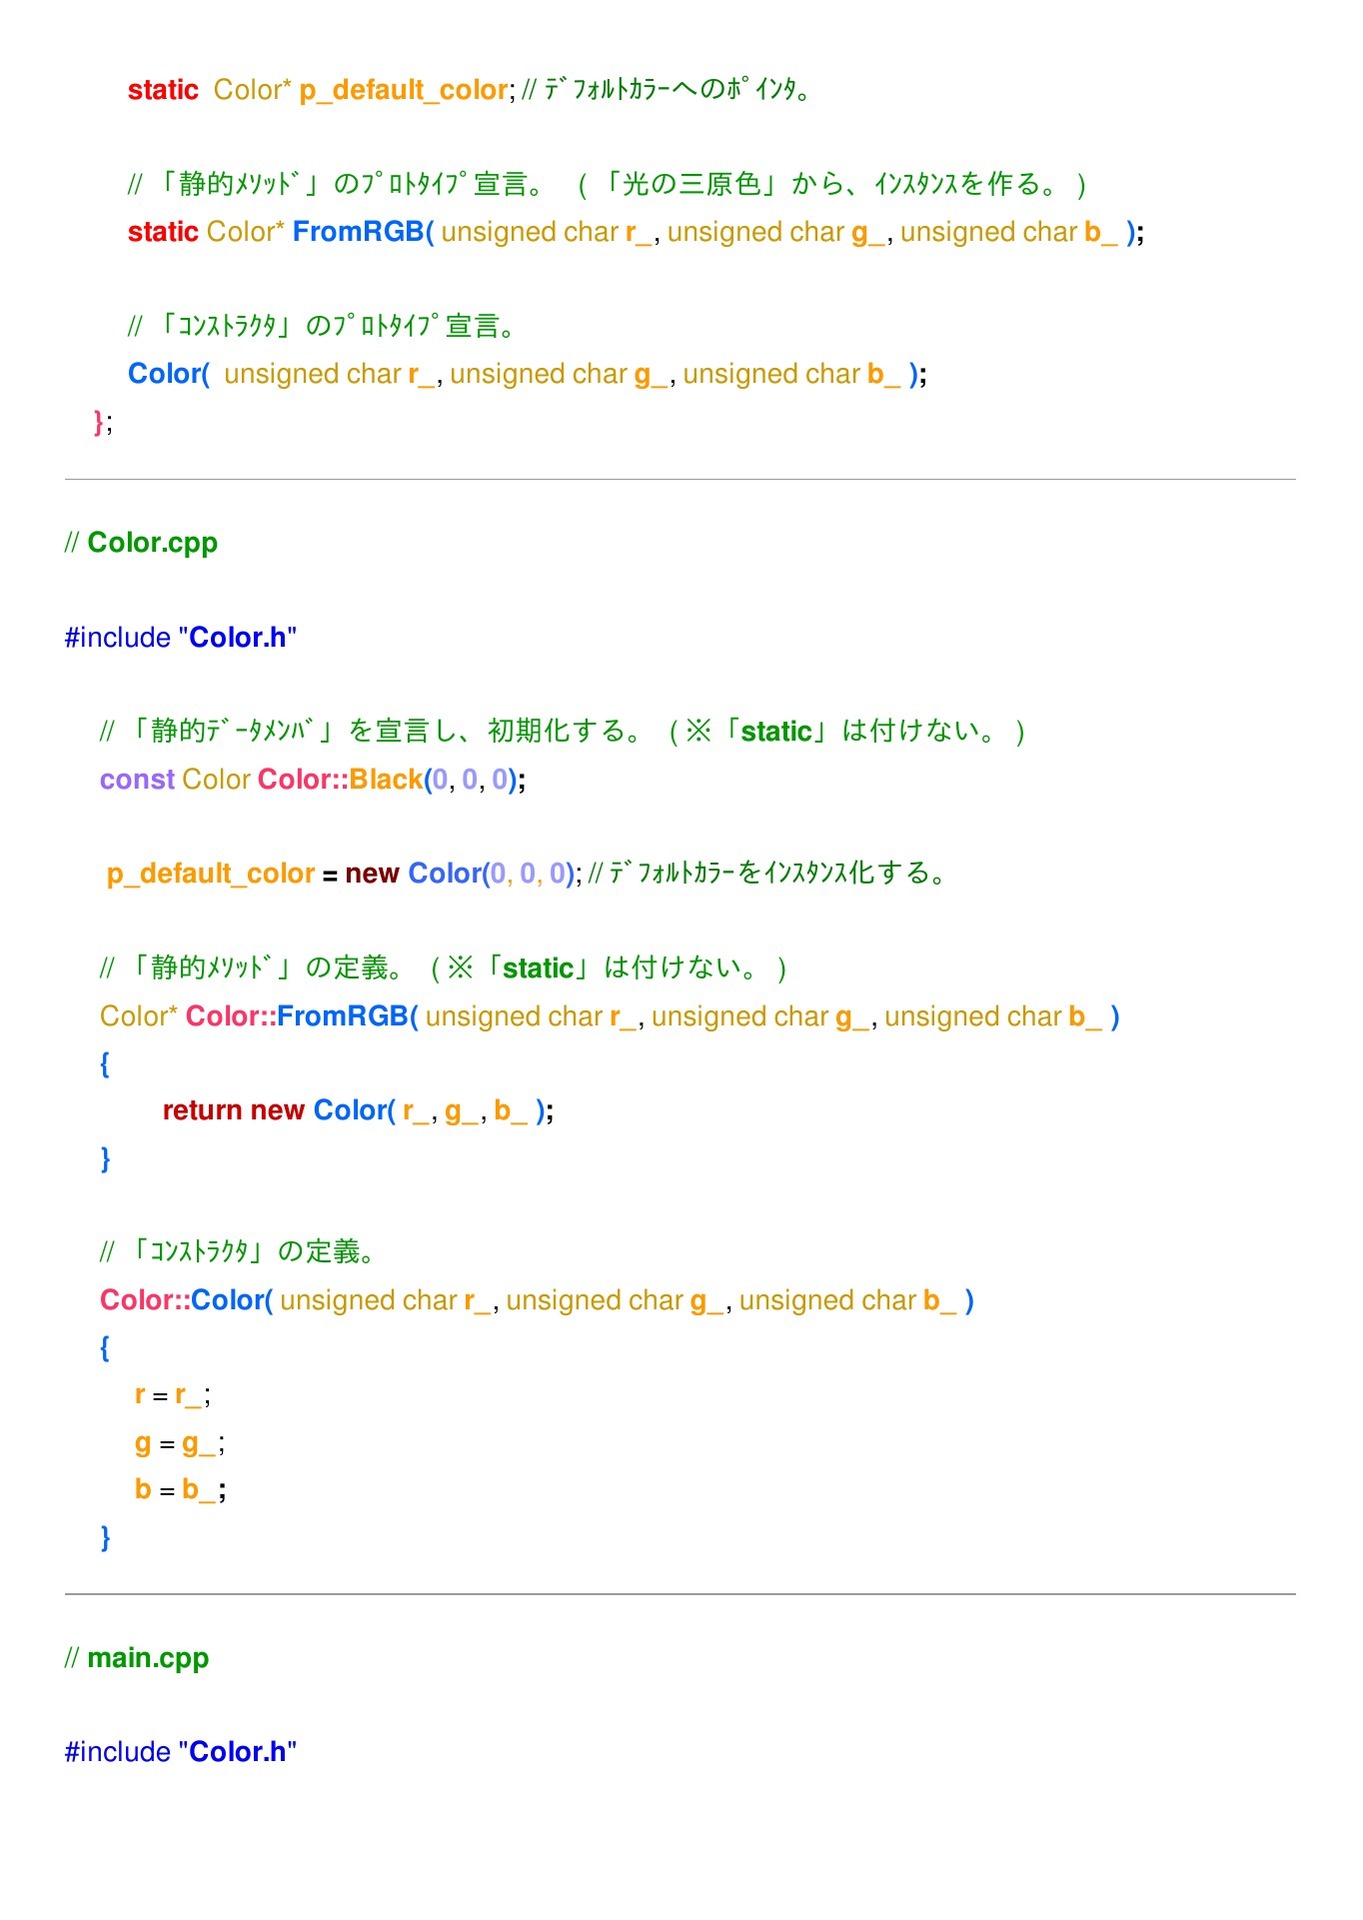 static Color* p_default_color; // ﾃﾞﾌｫﾙﾄｶﾗｰへのﾎﾟｲﾝﾀ。
// 「静的ﾒｿｯﾄﾞ」のﾌﾟﾛﾄﾀｲﾌﾟ宣言。 (「光の三原色」から、ｲﾝｽﾀﾝｽを作る。)
static Color* FromRGB( unsigned char r_, unsigned char g_, unsigned char b_ );
// 「ｺﾝｽﾄﾗｸﾀ」のﾌﾟﾛﾄﾀｲﾌﾟ宣言。
Color( unsigned char r_, unsigned char g_, unsigned char b_ );
};
// Color.cpp
#include "Color.h"
// 「静的ﾃﾞｰﾀﾒﾝﾊﾞ」を宣言し、初期化する。(※「static」は付けない。)
const Color Color::Black(0, 0, 0);
p_default_color = new Color(0, 0, 0); // ﾃﾞﾌｫﾙﾄｶﾗｰをｲﾝｽﾀﾝｽ化する。
// 「静的ﾒｿｯﾄﾞ」の定義。(※「static」は付けない。)
Color* Color::FromRGB( unsigned char r_, unsigned char g_, unsigned char b_ )
{
return new Color( r_, g_, b_ );
}
// 「ｺﾝｽﾄﾗｸﾀ」の定義。
Color::Color( unsigned char r_, unsigned char g_, unsigned char b_ )
{
r = r_;
g = g_;
b = b_;
}
// main.cpp
#include "Color.h"